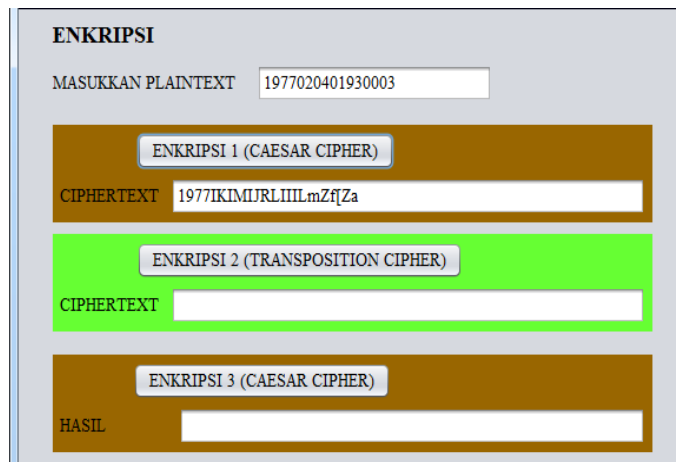 ENKRIPSI
MASUKKAN PLAINTEXT 1977020401930003
ENKRIPSI 1 (CAESAR CIPHER)
CIPHERTEXT 1977IKIMIJRLIIILmZf[Za
ENKRIPSI 2 (TRANSPOSITION CIPHER)
CIPHERTEXT
ENKRIPSI 3 (CAESAR CIPHER)
HASIL